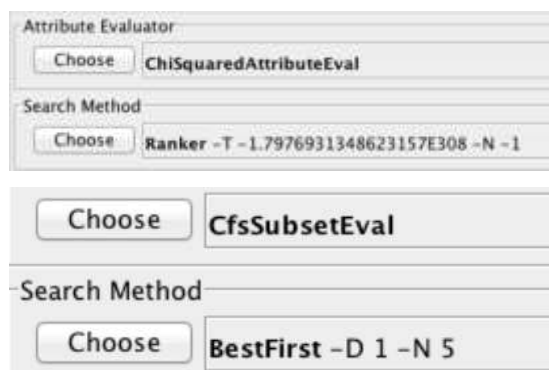 Attribute Evaluator
Choose ChiSquaredAttributeEval
Search Method
Choose Ranker -T -1.7976931348623157E308 -N -1
Choose CfsSubsetEval
Search Method
Choose BestFirst -D 1 -N 5